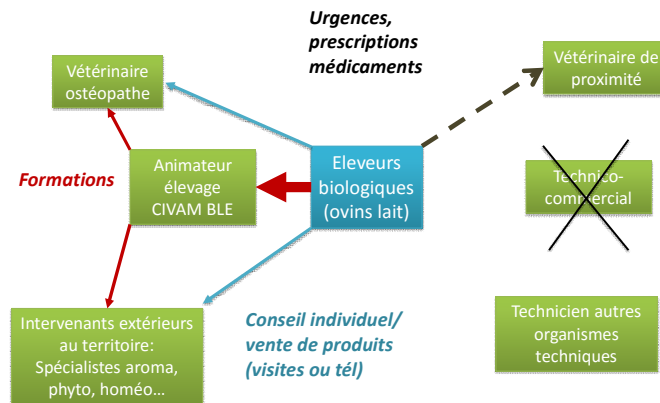 Urgences,
prescriptions
médicaments
Vétérinaire
ostéopathe
Vétérinaire de
proximité
Formations
Animateur
élevage
CIVAM BLE
Eleveurs
biologiques
(ovins lait)
Technico-
commercial
Intervenants extérieurs
au territoire:
Spécialistes aroma,
phyto, homéo...
Conseil individuel/
vente de produits
(visites ou tél)
Technicien autres
organismes
techniques